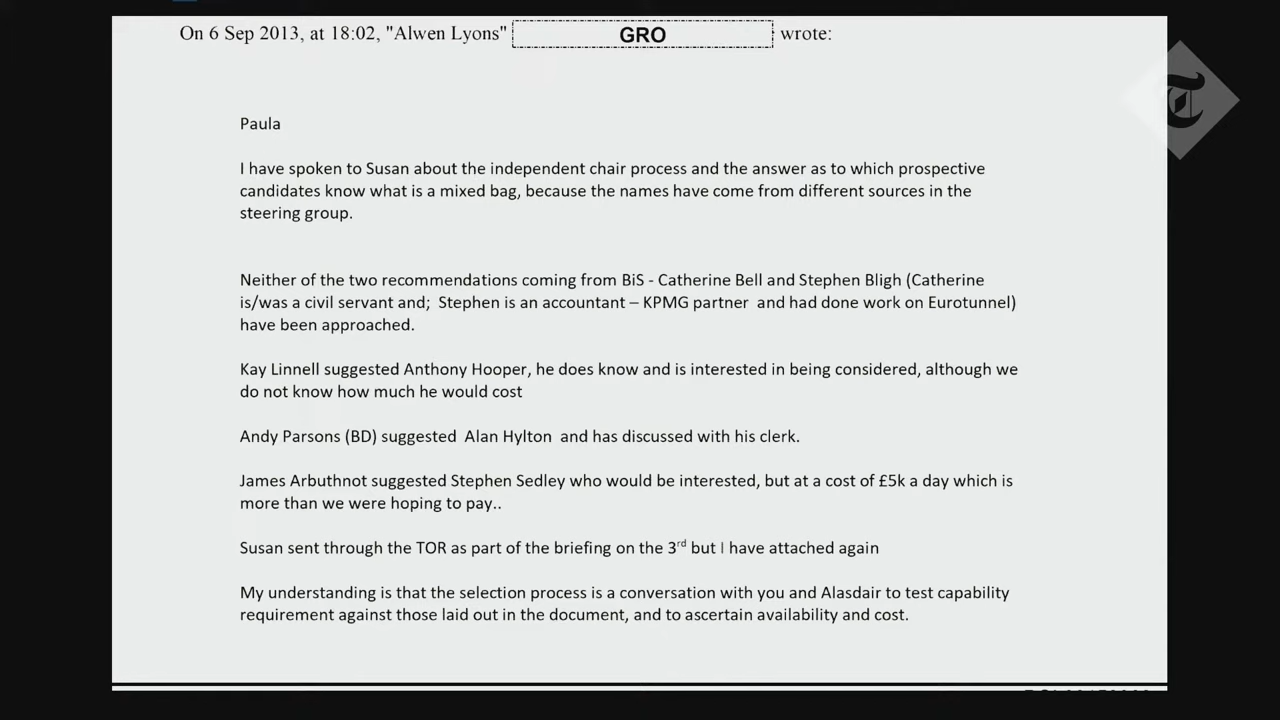 On 6 Sep 2013, at 18:02, "Alwen Lyons" GRO wrote:
Paula
I have spoken to Susan about the independent chair process and the answer as to which prospective
candidates know what is a mixed bag, because the names have come from different sources in the
steering group.
Neither of the two recommendations coming from BiS - Catherine Bell and Stephen Bligh (Catherine
is/was a civil servant and; Stephen is an accountant – KPMG partner and had done work on Eurotunnel)
have been approached.
Kay Linnell suggested Anthony Hooper, he does know and is interested in being considered, although we
do not know how much he would cost
Andy Parsons (BD) suggested Alan Hylton and has discussed with his clerk.
James Arbuthnot suggested Stephen Sedley who would be interested, but at a cost of £5k a day which is
more than we were hoping to pay..
Susan sent through the TOR as part of the briefing on the 3rd but I have attached again
My understanding is that the selection process is a conversation with you and Alasdair to test capability
requirement against those laid out in the document, and to ascertain availability and cost.